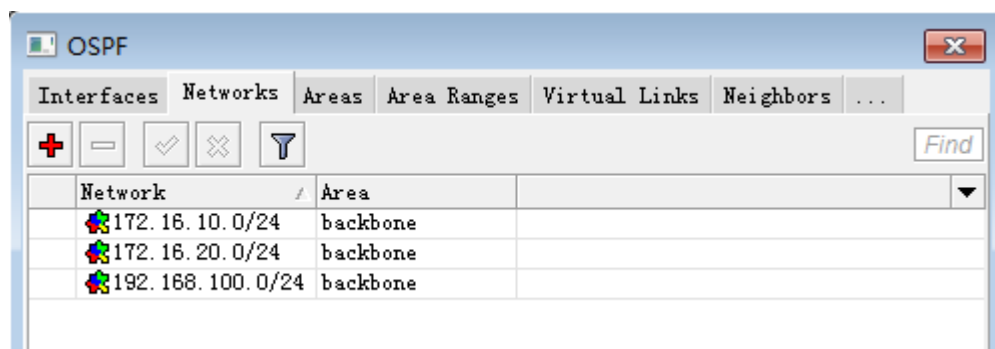 OSPF
Interfaces Networks Areas Area Ranges Virtual Links Neighbors ...
Find
Network Area
172.16.10.0/24 backbone
172.16.20.0/24 backbone
192.168.100.0/24 backbone